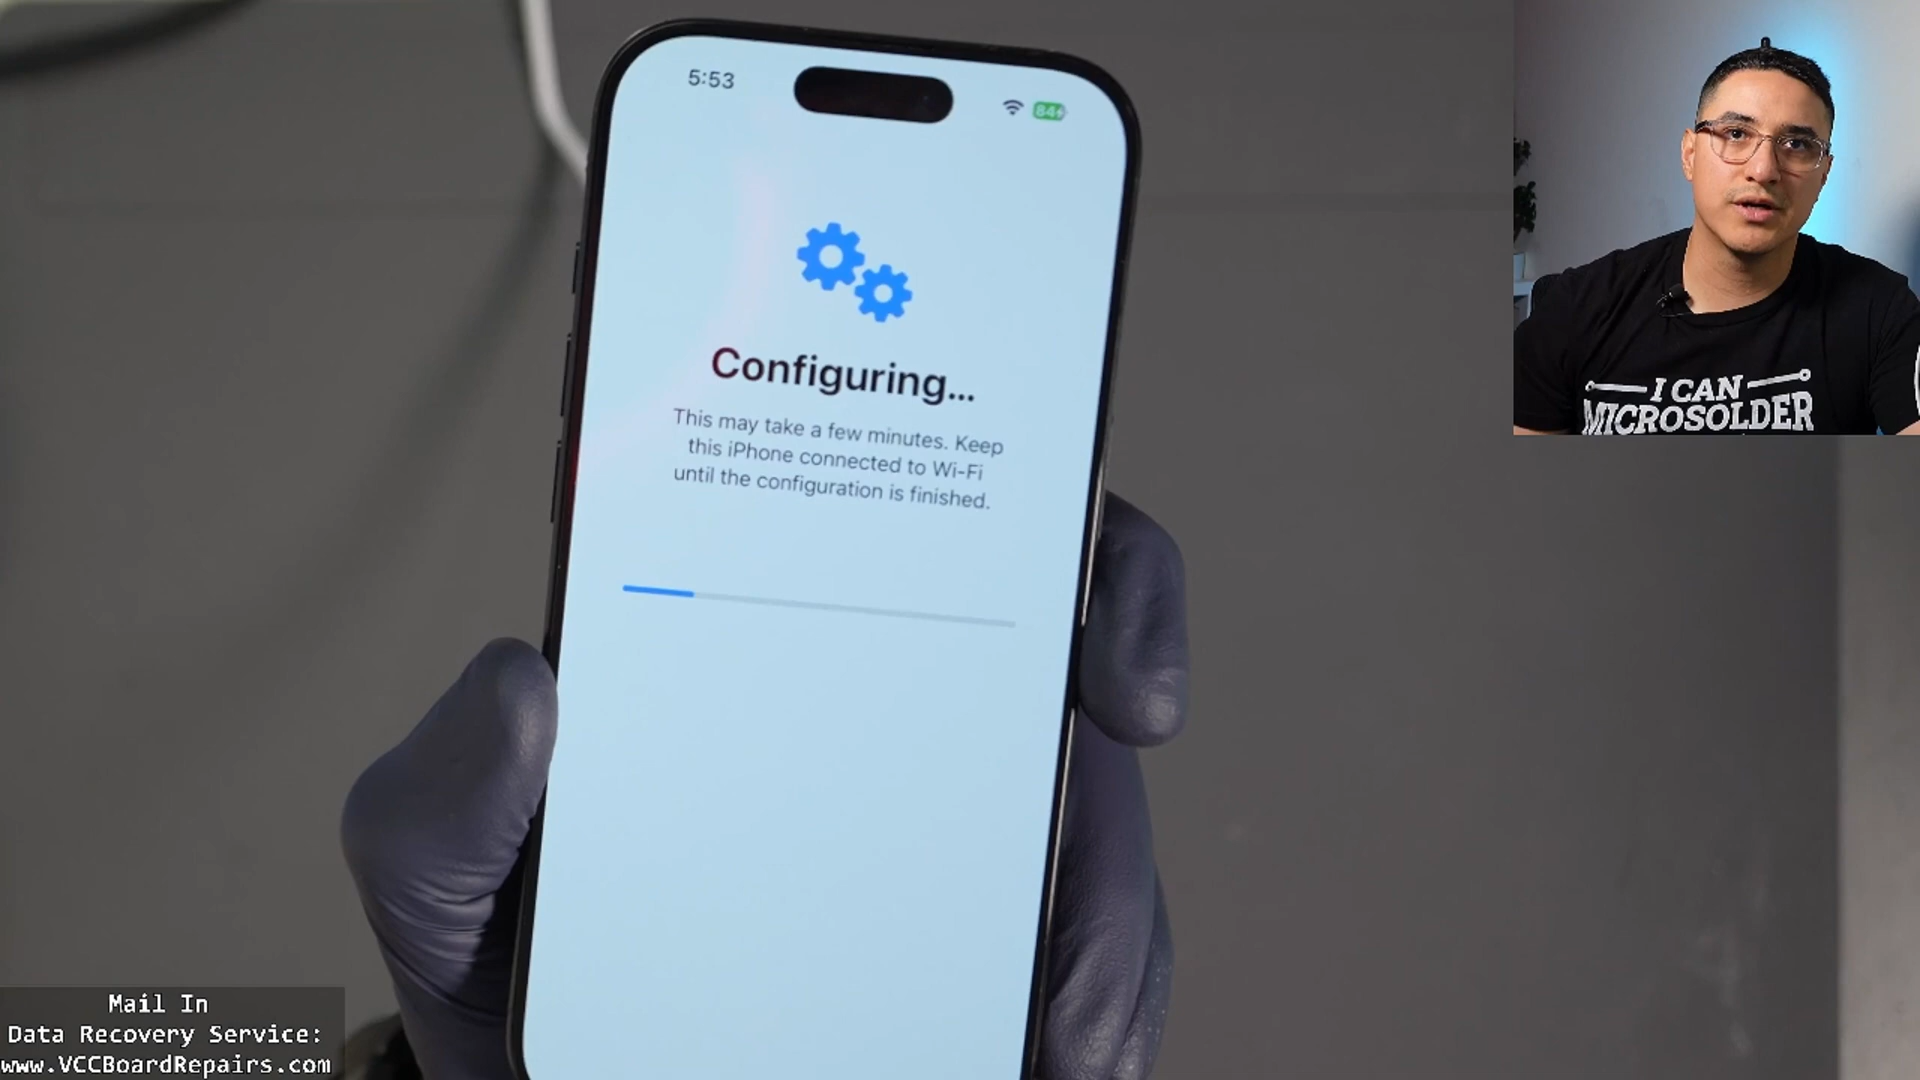 5:53
84
Configuring...
This may take a few minutes. Keep
this iPhone connected to Wi-Fi
until the configuration is finished.
I CAN
MICROSOLDER
Mail In
Data Recovery Service:
www.VCCBoardRepairs.com